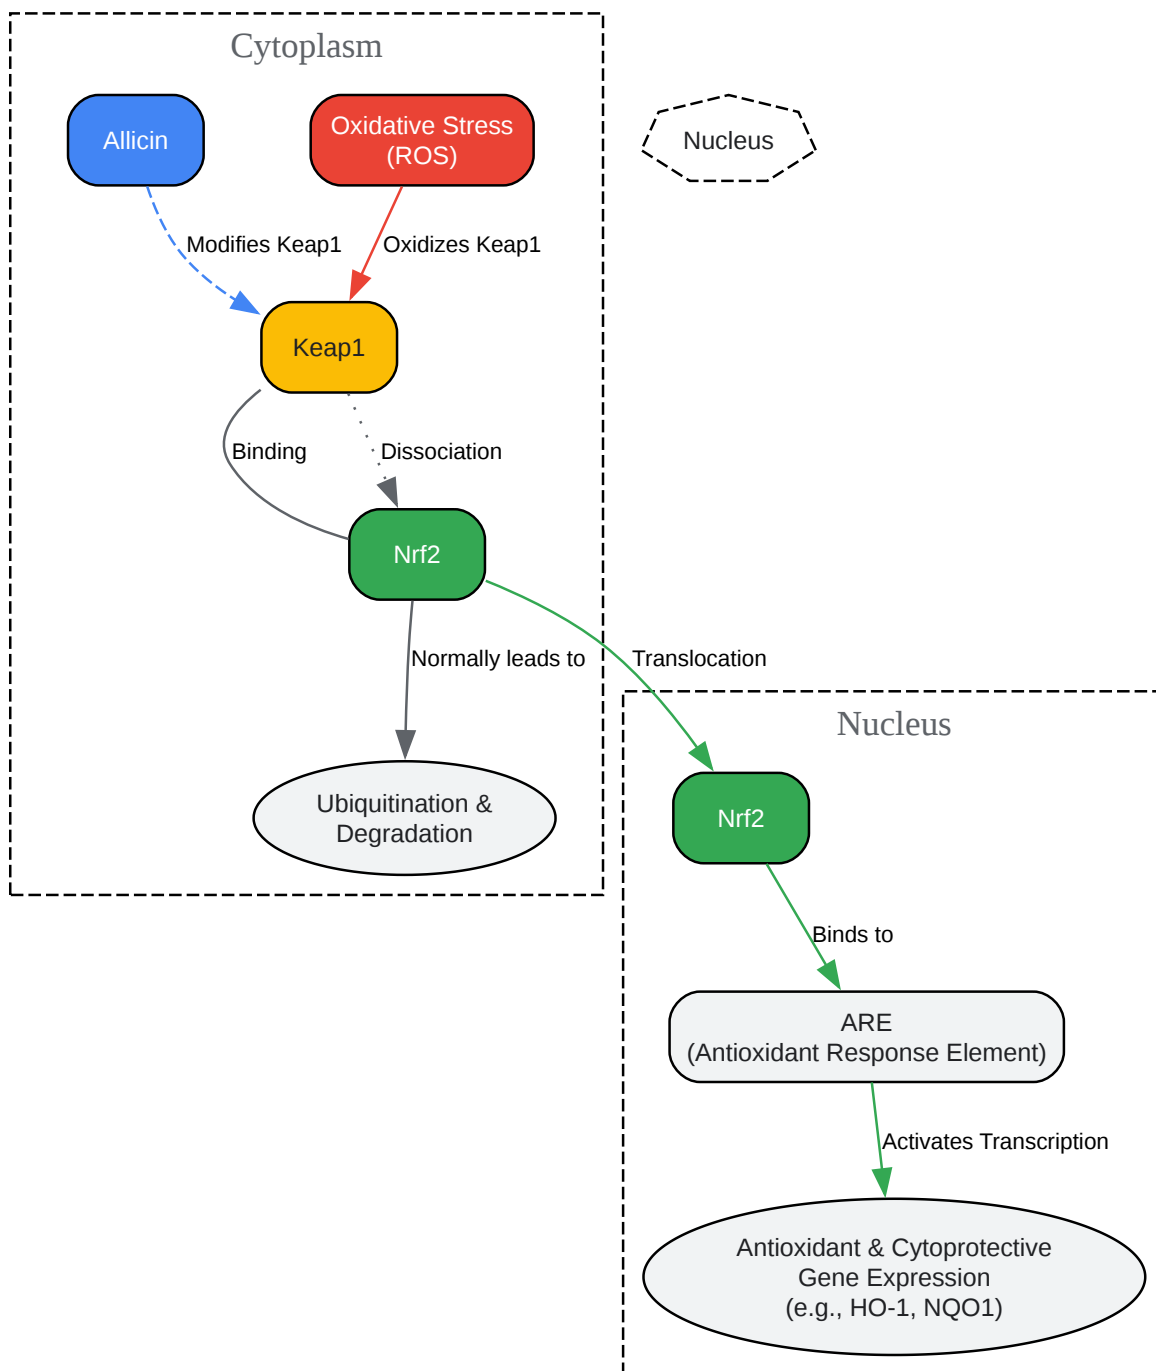 Cytoplasm
Allicin
Oxidative Stress
(ROS)
Nucleus
Modifies Keap1
Oxidizes Keap1
Keap1
Binding
Dissociation
Nrf2
Normally leads to
Translocation
Nucleus
Ubiquitination &
Degradation
Nrf2
Binds to
ARE
(Antioxidant Response Element)
Activates Transcription
Antioxidant & Cytoprotective
Gene Expression
(e.g., HO-1, NQO1)